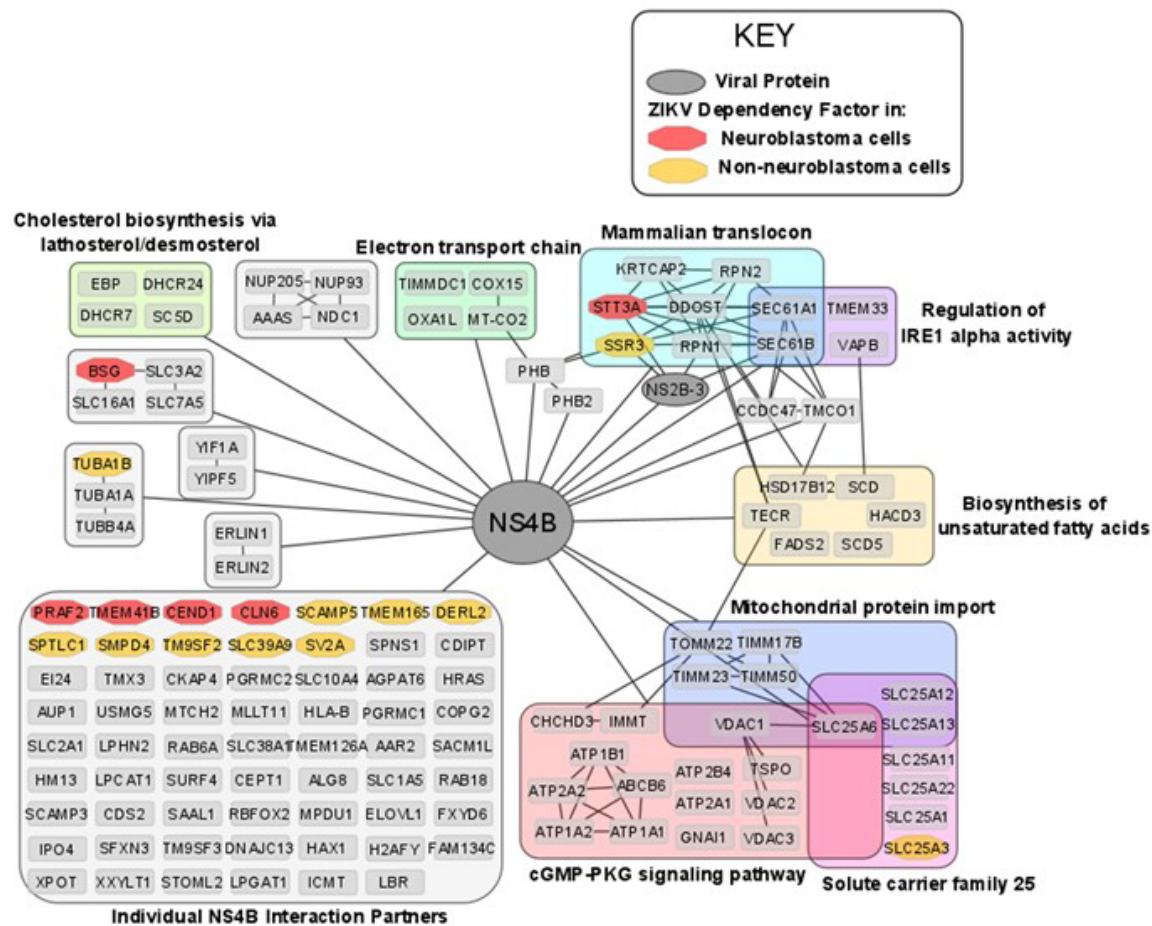 KEY
Viral Protein
ZIKV Dependency Factor in:
Neuroblastoma cells
Non-neuroblastoma cells
Cholesterol biosynthesis via
lathosterol/desmosterol
EBP DHCR24
DHCR7 SC5D
NUP205 NUP93
AAAS NDC1
Electron transport chain
TIMMDC1 COX15
OXA1L MT-CO2
Mammalian translocon
KRTCAP2 RPN2
STT3A DDOST SEC61A1 TMEM33
SSR3 RPN1 SEC61B VAPB
Regulation of
IRE1 alpha activity
BSG SLC3A2
SLC16A1 SLC7A5
PHB
PHB2
NS2B-3
CCDC47 TMCO1
YIF1A
YIPF5
TUBA1B
TUBA1A
TUBB4A
ERLIN1
ERLIN2
NS4B
HSD17B12 SCD
TECR HACD3
FADS2 SCD5
Biosynthesis of
unsaturated fatty acids
PRAF2 TMEM41B CEND1 CLN6 SCAMP5 TMEM165 DERL2
SPTLC1 SMPD4 TM9SF2 SLC39A9 SV2A SPNS1 CDIPT
EI24 TMX3 CKAP4 PGRMC2 SLC10A4 AGPAT6 HRAS
AUP1 USMG5 MTCH2 MLLT11 HLA-B PGRMC1 COPG2
SLC2A1 LPHN2 RAB6A SLC38A1 TMEM126A AAR2 SACM1L
HM13 LPCAT1 SURF4 CEPT1 ALG8 SLC1A5 RAB18
SCAMP3 CDS2 SAAL1 RBFOX2 MPDU1 ELOVL1 FXYD6
IPO4 SFXN3 TM9SF3 DNAJC13 HAX1 H2AFY FAM134C
XPOT XXYLT1 STOML2 LPGAT1 ICMT LBR
Individual NS4B Interaction Partners
Mitochondrial protein import
TOMM22 TIMM17B
TIMM23 TIMM50
CHCHD3 IMMT VDAC1 SLC25A6
SLC25A12
SLC25A13
SLC25A11
SLC25A22
SLC25A1
SLC25A3
ATP1B1
ATP2A2 ABCB6
ATP1A2 ATP1A1
ATP2B4 TSPO
ATP2A1 VDAC2
GNAI1 VDAC3
cGMP-PKG signaling pathway
Solute carrier family 25